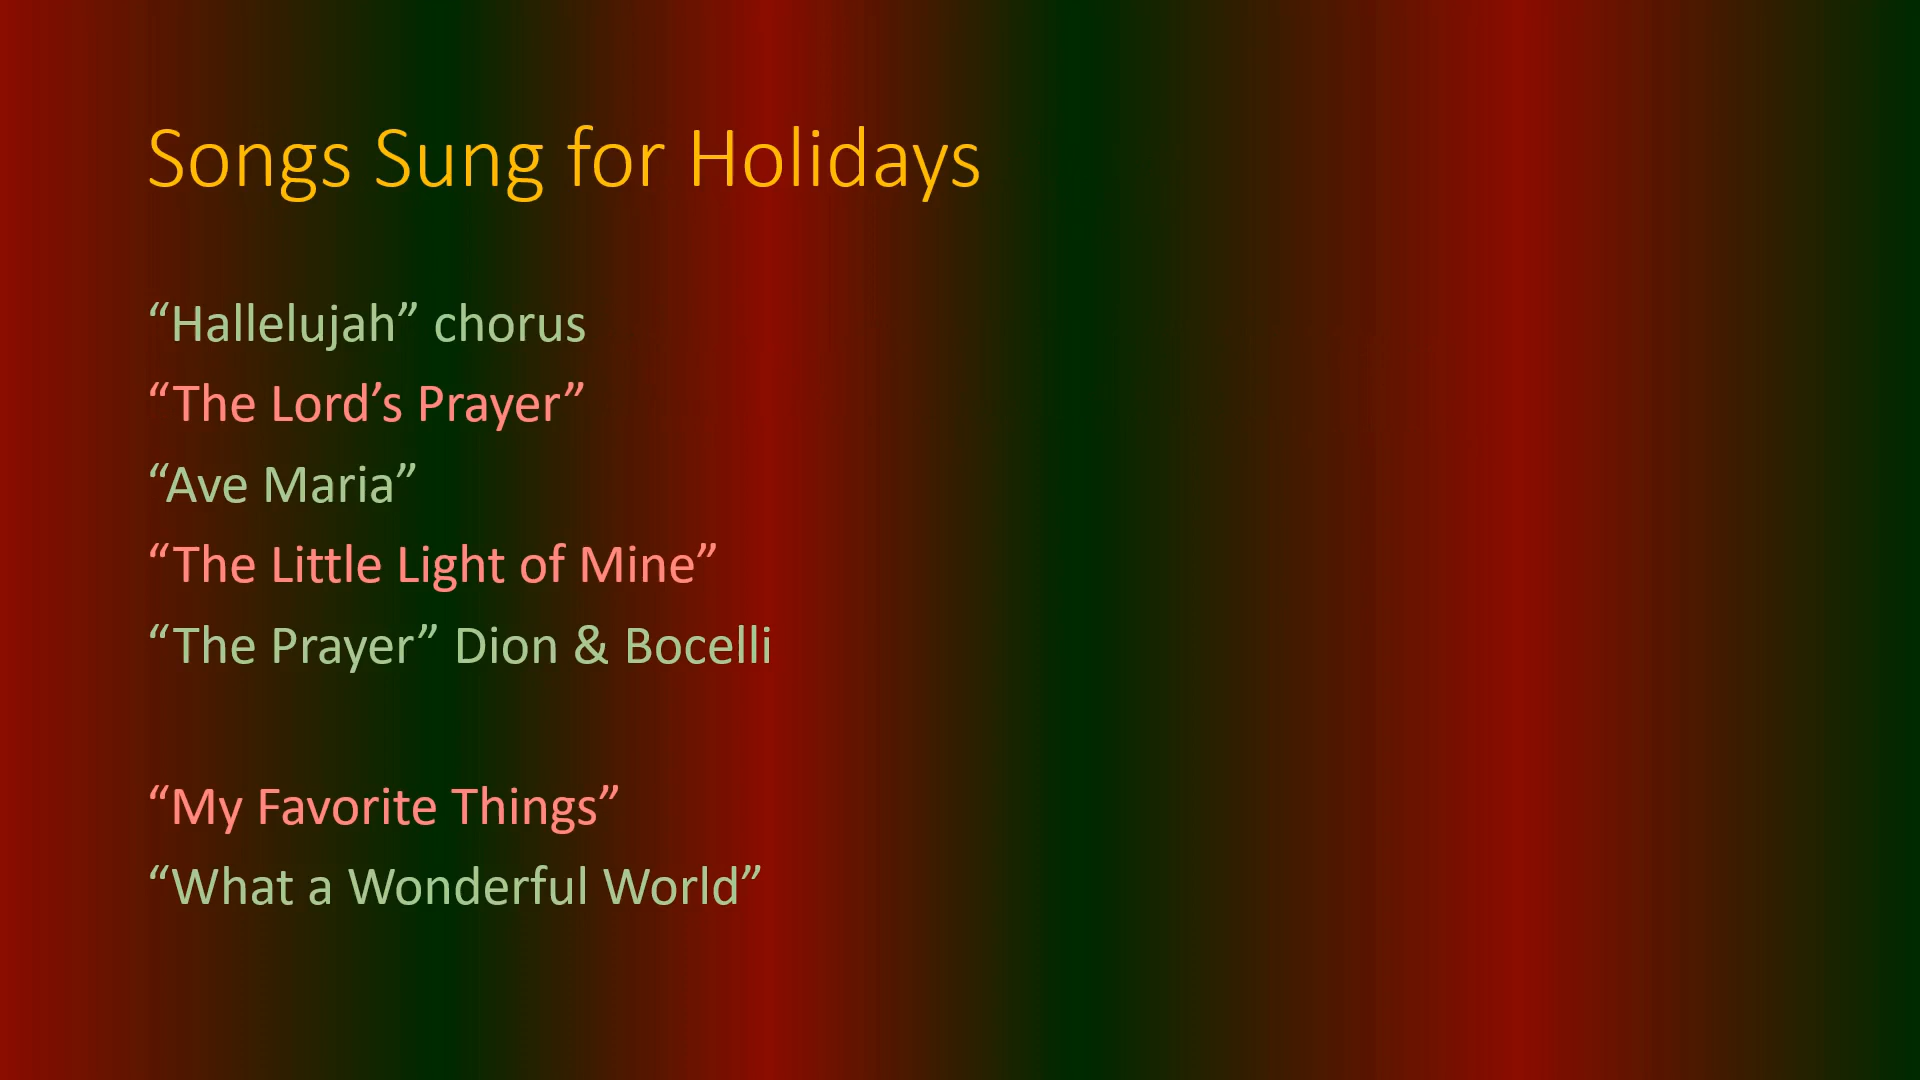 Songs Sung for Holidays
“Hallelujah” chorus
“The Lord’s Prayer”
“Ave Maria”
“The Little Light of Mine”
“The Prayer” Dion & Bocelli
“My Favorite Things”
“What a Wonderful World”